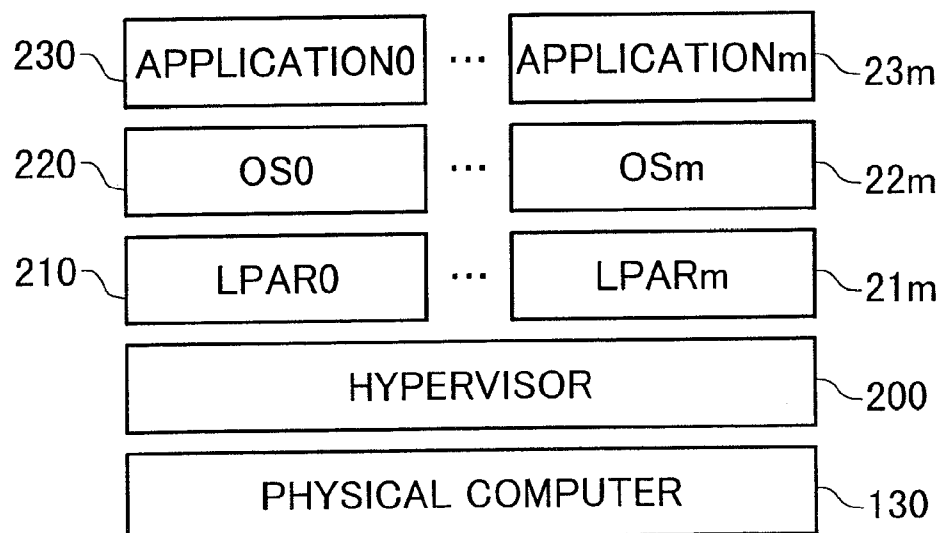 230 APPLICATION0 ... APPLICATIONm 23m
220 OS0 ... OSm 22m
210 LPAR0 ... LPARm 21m
HYPERVISOR 200
PHYSICAL COMPUTER 130